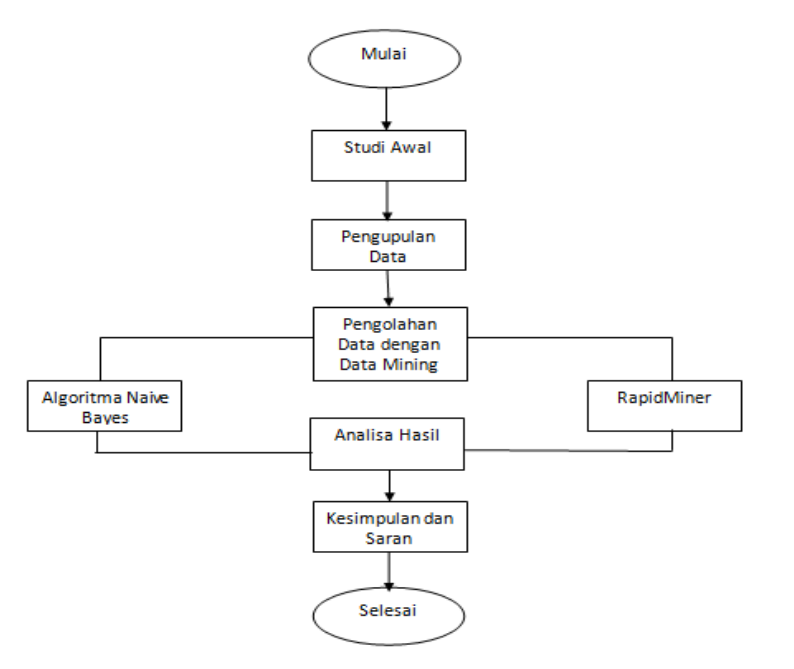 Mulai
Studi Awal
Pengupulan
Data
Pengolahan
Data dengan
Data Mining
Algoritma Naive
Bayes
RapidMiner
Analisa Hasil
Kesimpulan dan
Saran
Selesai